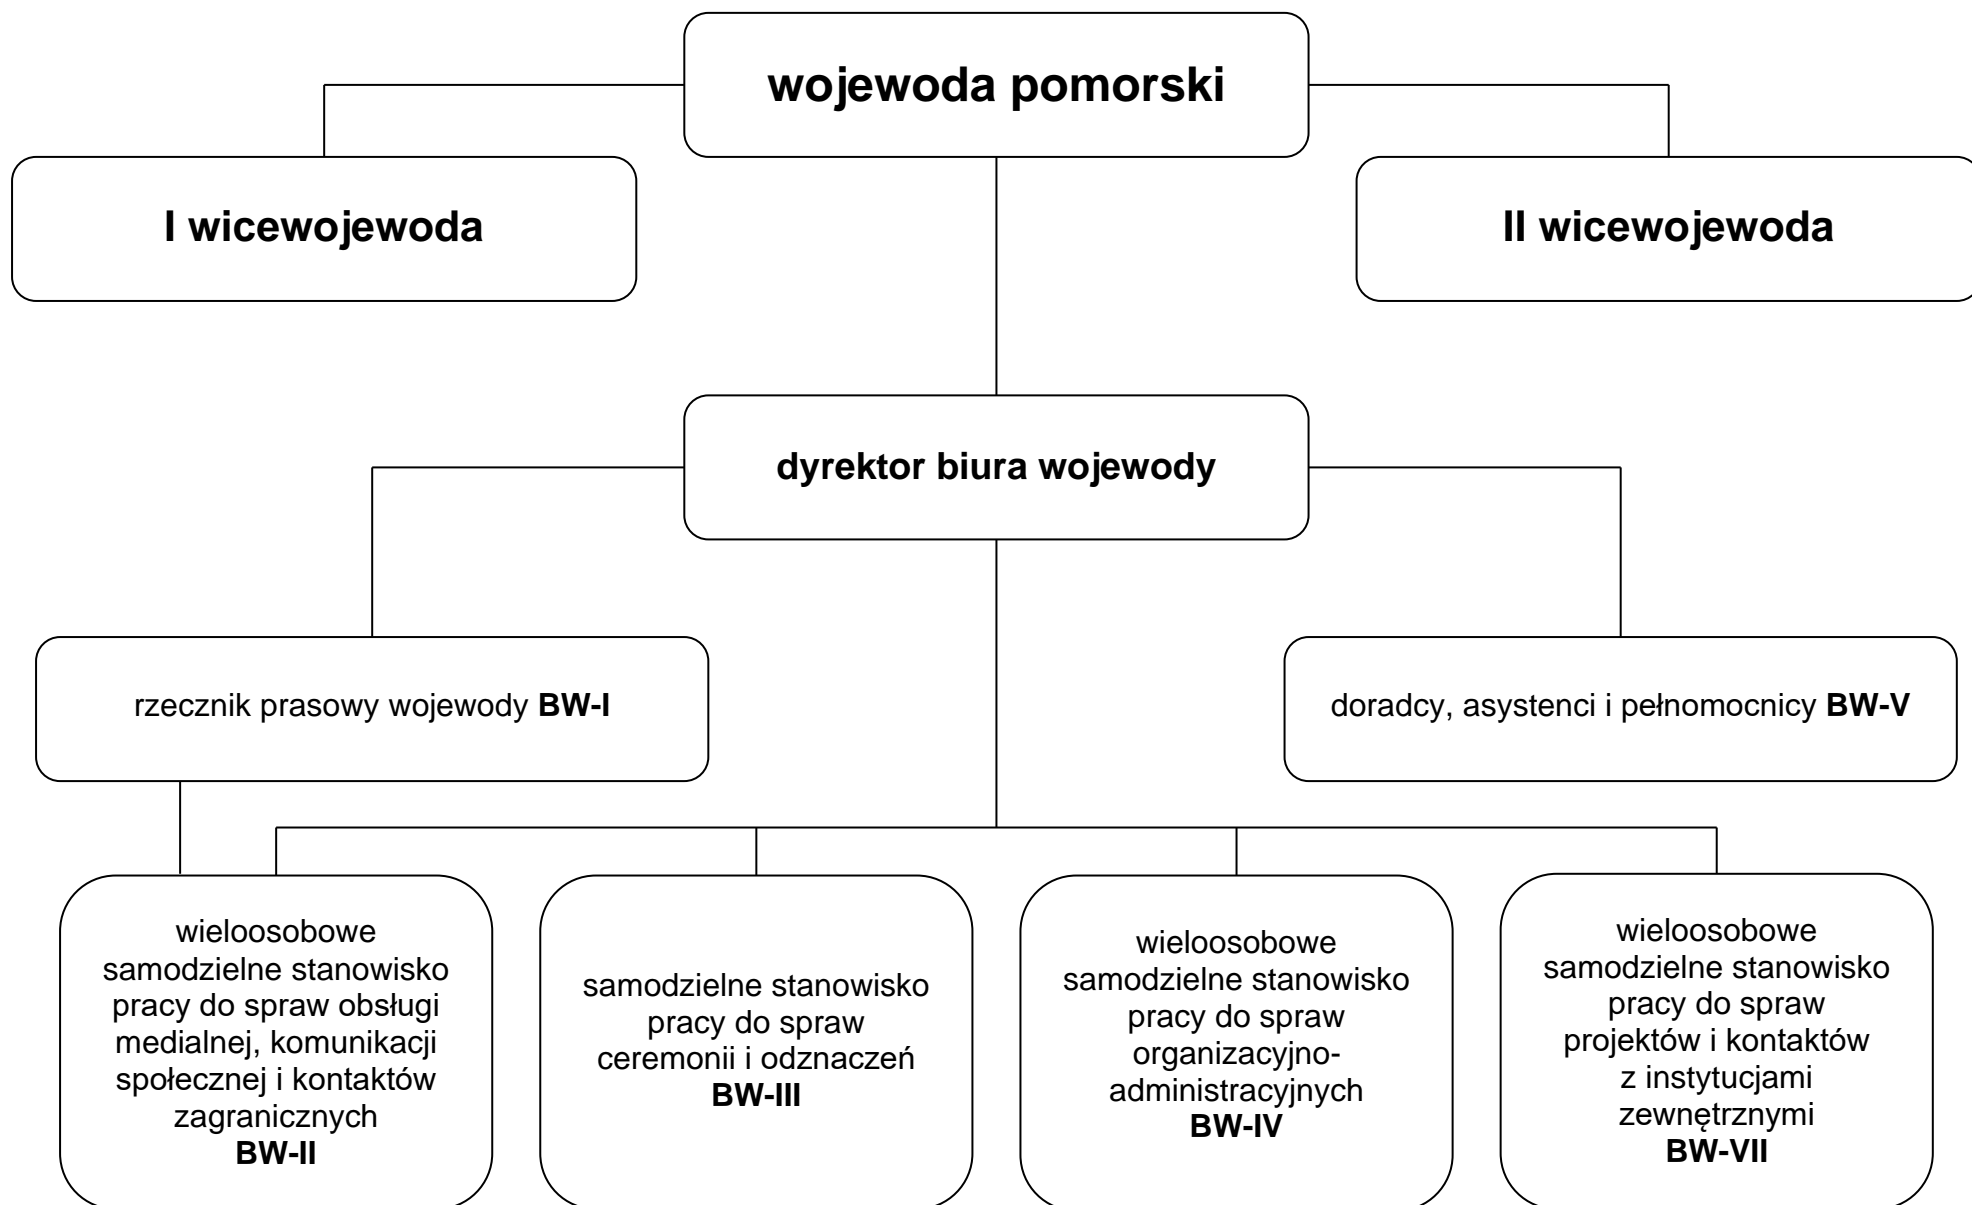 wojewoda pomorski
I wicewojewoda
II wicewojewoda
dyrektor biura wojewody
rzecznik prasowy wojewody BW-I
doradcy, asystenci i pełnomocnicy BW-V
wieloosobowe
samodzielne stanowisko
pracy do spraw obsługi
medialnej, komunikacji
społecznej i kontaktów
zagranicznych
BW-II
samodzielne stanowisko
pracy do spraw
ceremonii i odznaczeń
BW-III
wieloosobowe
samodzielne stanowisko
pracy do spraw
organizacyjno-
administracyjnych
BW-IV
wieloosobowe
samodzielne stanowisko
pracy do spraw
projektów i kontaktów
z instytucjami
zewnętrznymi
BW-VII